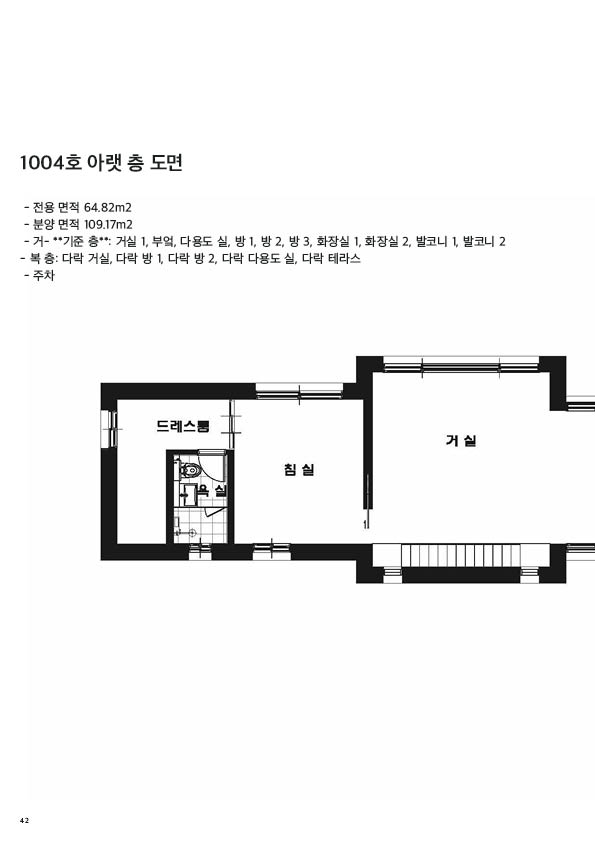 1004호 아랫 층 도면
- 전용 면적 64.82m2
- 분양 면적 109.17m2
- 거- **기준 층**: 거실 1, 부엌, 다용도 실, 방 1, 방 2, 방 3, 화장실 1, 화장실 2, 발코니 1, 발코니 2
- 복 층: 다락 거실, 다락 방 1, 다락 방 2, 다락 다용도 실, 다락 테라스
- 주차
드레스룸
거 실
침 실
욕 실
42